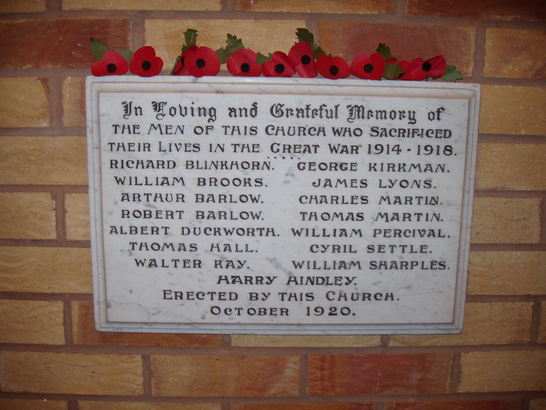 In Loving and Grateful Memory of
THE MEN OF THIS CHURCH WHO SACRIFICED
THEIR LIVES IN THE GREAT WAR 1914 - 1918.
RICHARD BLINKHORN. GEORGE KIRKMAN.
WILLIAM BROOKS. JAMES LYONS.
ARTHUR BARLOW. CHARLES MARTIN.
ROBERT BARLOW. THOMAS MARTIN.
ALBERT DUCKWORTH. WILLIAM PERCIVAL.
THOMAS HALL. CYRIL SETTLE.
WALTER KAY. WILLIAM SHARPLES.
HARRY AINDLEY.
ERECTED BY THIS CHURCH.
OCTOBER 1920.